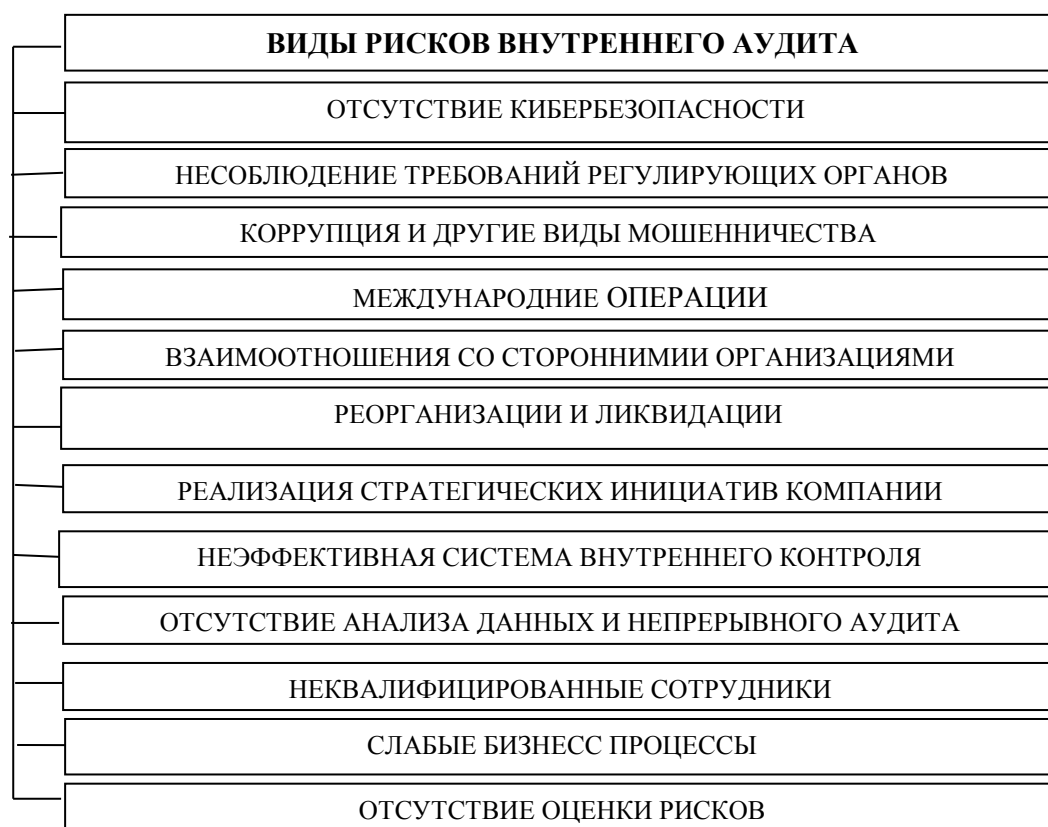 ВИДЫ РИСКОВ ВНУТРЕННЕГО АУДИТА
ОТСУТСТВИЕ КИБЕРБЕЗОПАСНОСТИ
НЕСОБЛЮДЕНИЕ ТРЕБОВАНИЙ РЕГУЛИРУЮЩИХ ОРГАНОВ
КОРРУПЦИЯ И ДРУГИЕ ВИДЫ МОШЕННИЧЕСТВА
МЕЖДУНАРОДНИЕ ОПЕРАЦИИ
ВЗАИМООТНОШЕНИЯ СО СТОРОННИМИИ ОРГАНИЗАЦИЯМИ
РЕОРГАНИЗАЦИИ И ЛИКВИДАЦИИ
РЕАЛИЗАЦИЯ СТРАТЕГИЧЕСКИХ ИНИЦИАТИВ КОМПАНИИ
НЕЭФФЕКТИВНАЯ СИСТЕМА ВНУТРЕННЕГО КОНТРОЛЯ
ОТСУТСТВИЕ АНАЛИЗА ДАННЫХ И НЕПРЕРЫВНОГО АУДИТА
НЕКВАЛИФИЦИРОВАННЫЕ СОТРУДНИКИ
СЛАБЫЕ БИЗНЕСС ПРОЦЕССЫ
ОТСУТСТВИЕ ОЦЕНКИ РИСКОВ